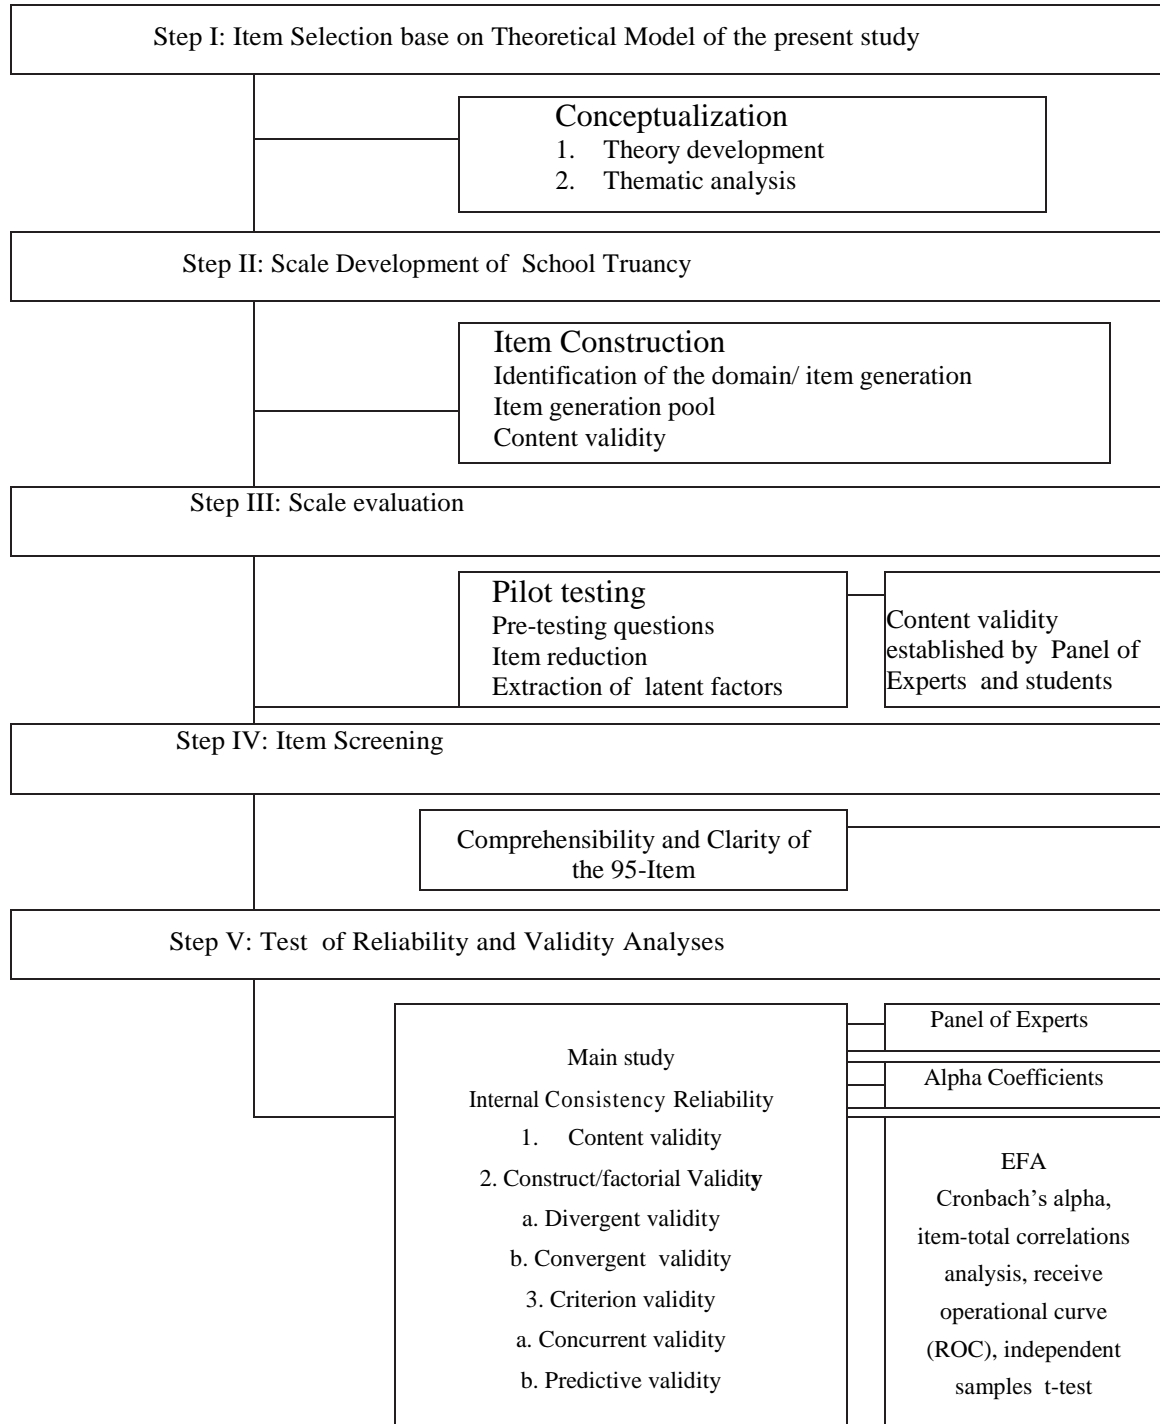 Step I: Item Selection base on Theoretical Model of the present study
Conceptualization
1. Theory development
2. Thematic analysis
Step II: Scale Development of School Truancy
Item Construction
Identification of the domain/ item generation
Item generation pool
Content validity
Step III: Scale evaluation
Pilot testing
Pre-testing questions
Item reduction
Extraction of latent factors
Content validity
established by Panel of
Experts and students
Step IV: Item Screening
Comprehensibility and Clarity of
the 95-Item
Step V: Test of Reliability and Validity Analyses
Main study
Internal Consistency Reliability
1. Content validity
2. Construct/factorial Validity
a. Divergent validity
b. Convergent validity
3. Criterion validity
a. Concurrent validity
b. Predictive validity
Panel of Experts
Alpha Coefficients
EFA
Cronbach's alpha,
item-total correlations
analysis, receive
operational curve
(ROC), independent
samples t-test